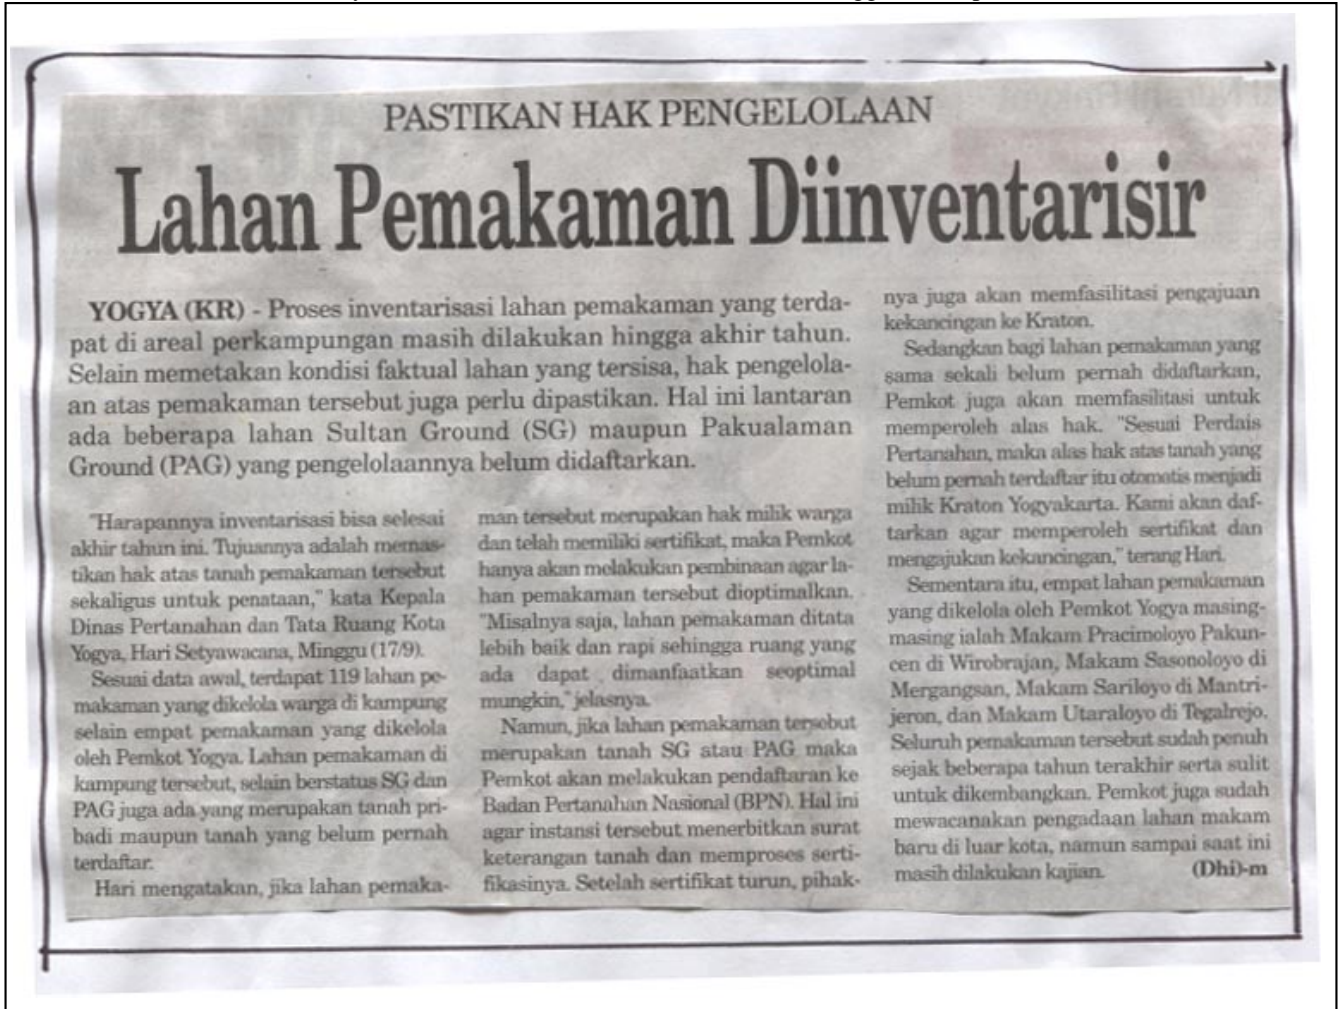 PASTIKAN HAK PENGELOLAAN
Lahan Pemakaman Diinventarisir
YOGYA (KR) - Proses inventarisasi lahan pemakaman yang terda-
pat di areal perkampungan masih dilakukan hingga akhir tahun.
Selain memetakan kondisi faktual lahan yang tersisa, hak pengelola-
an atas pemakaman tersebut juga perlu dipastikan. Hal ini lantaran
ada beberapa lahan Sultan Ground (SG) maupun Pakualaman
Ground (PAG) yang pengelolaannya belum didaftarkan.
"Harapannya inventarisasi bisa selesai
akhir tahun ini. Tujuannya adalah memas-
tikan hak atas tanah pemakaman tersebut
sekaligus untuk penataan," kata Kepala
Dinas Pertanahan dan Tata Ruang Kota
Yogya, Hari Setyawacana, Minggu (17/9).
Sesuai data awal, terdapat 119 lahan pe-
makaman yang dikelola warga di kampung
selain empat pemakaman yang dikelola
oleh Pemkot Yogya. Lahan pemakaman di
kampung tersebut, selain berstatus SG dan
PAG juga ada yang merupakan tanah pri-
badi maupun tanah yang belum pernah
terdaftar.
Hari mengatakan, jika lahan pemaka-
man tersebut merupakan hak milik warga
dan telah memiliki sertifikat, maka Pemkot
hanya akan melakukan pembinaan agar la-
han pemakaman tersebut dioptimalkan.
"Misalnya saja, lahan pemakaman ditata
lebih baik dan rapi sehingga ruang yang
ada dapat dimanfaatkan seoptimal
mungkin," jelasnya.
Namun, jika lahan pemakaman tersebut
merupakan tanah SG atau PAG maka
Pemkot akan melakukan pendaftaran ke
Badan Pertanahan Nasional (BPN). Hal ini
agar instansi tersebut menerbitkan surat
keterangan tanah dan memproses serti-
fikasinya. Setelah sertifikat turun, pihak-
nya juga akan memfasilitasi pengajuan
kekancingan ke Kraton.
Sedangkan bagi lahan pemakaman yang
sama sekali belum pernah didaftarkan,
Pemkot juga akan memfasilitasi untuk
memperoleh alas hak. "Sesuai Perdais
Pertanahan, maka alas hak atas tanah yang
belum pernah terdaftar itu otomatis menjadi
milik Kraton Yogyakarta. Kami akan daf-
tarkan agar memperoleh sertifikat dan
mengajukan kekancingan," terang Hari.
Sementara itu, empat lahan pemakaman
yang dikelola oleh Pemkot Yogya masing-
masing ialah Makam Pracimoloyo Pakun-
cen di Wirobrajan, Makam Sasonoloyo di
Mergangsan, Makam Sariloyo di Mantri-
jeron, dan Makam Utaraloyo di Tegalrejo.
Seluruh pemakaman tersebut sudah penuh
sejak beberapa tahun terakhir serta sulit
untuk dikembangkan. Pemkot juga sudah
mewacanakan pengadaan lahan makam
baru di luar kota, namun sampai saat ini
masih dilakukan kajian. (Dhi)-m